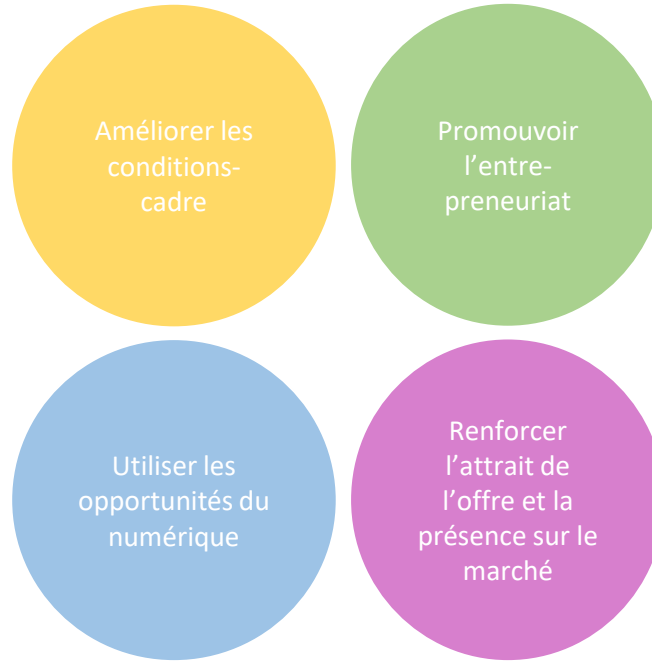 Améliorer les
conditions-
cadre
Promouvoir
l’entre-
preneuriat
Utiliser les
opportunités du
numérique
Renforcer
l’attrait de
l’offre et la
présence sur le
marché